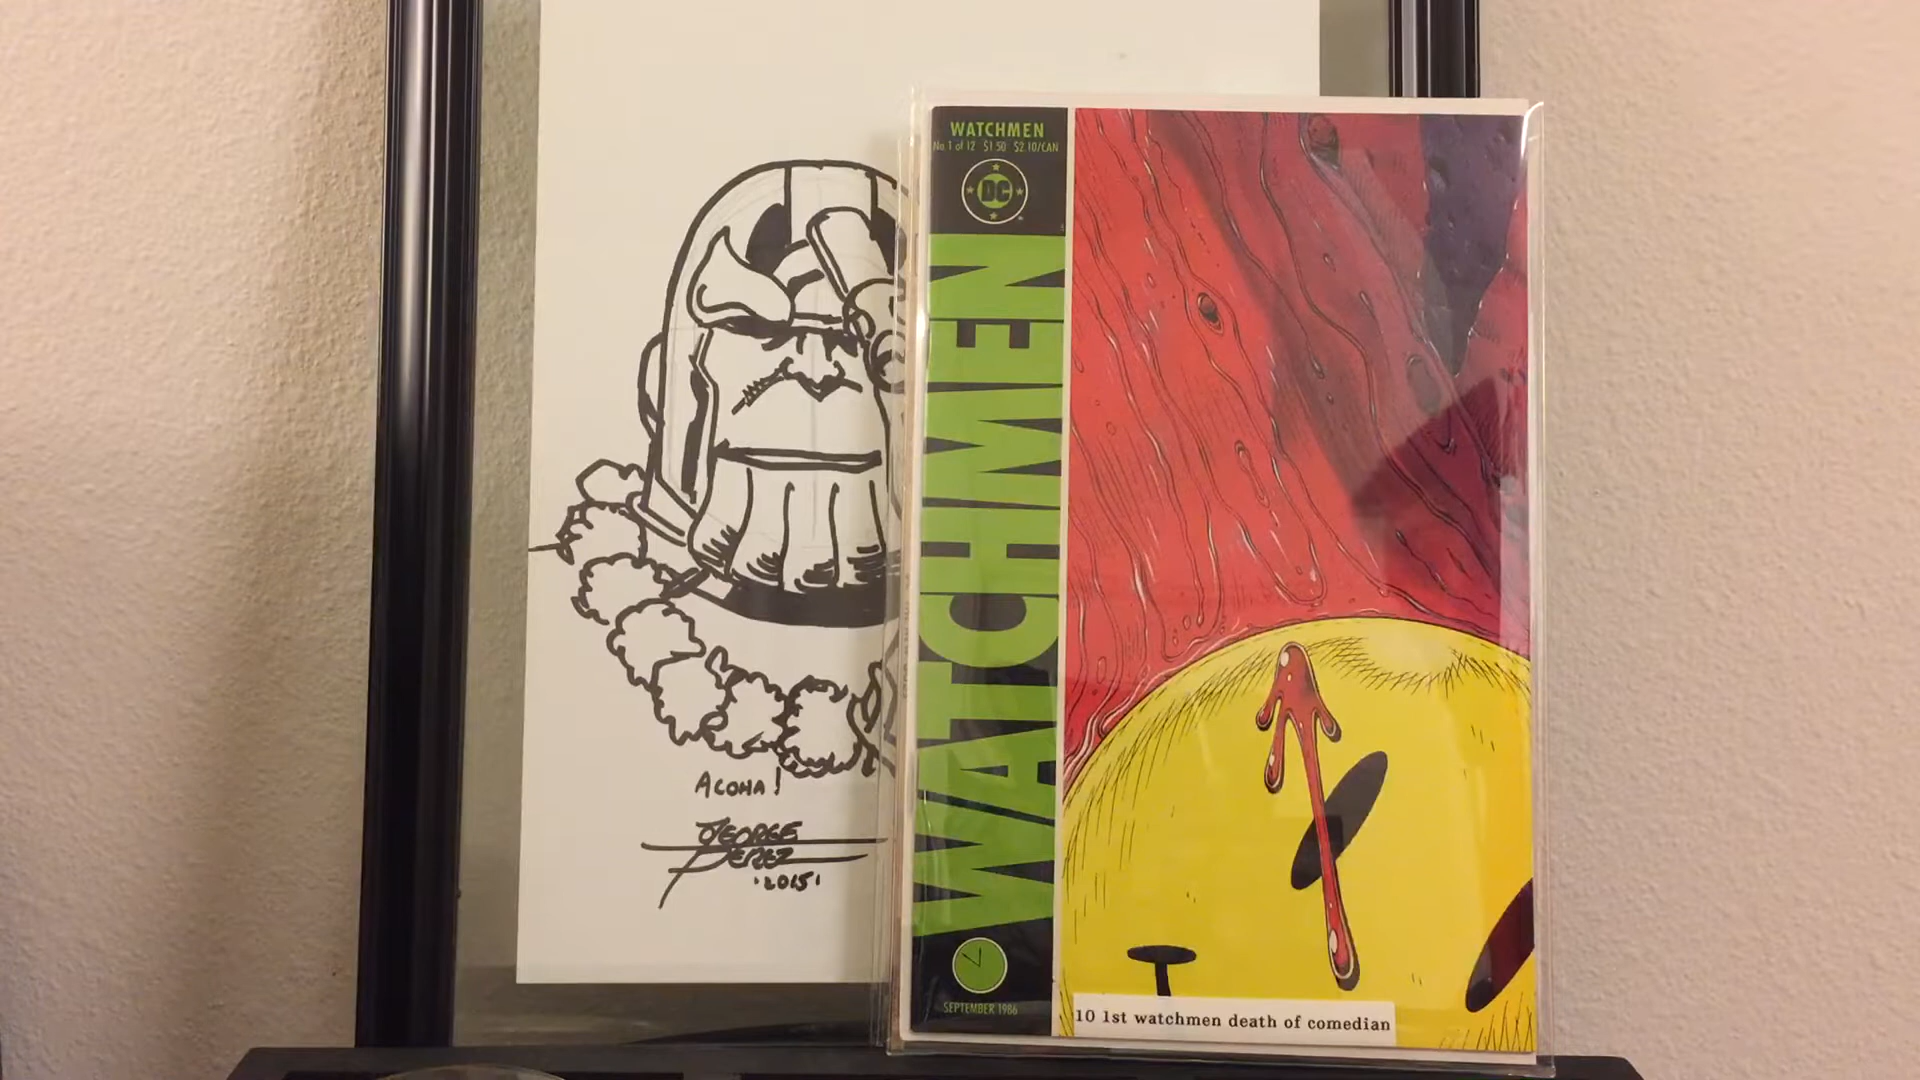 WATCHMEN
No 1 of 12 $1.50 $2.10/CAN
DC
WATCHMEN
SEPTEMBER 1986
10 1st watchmen death of comedian
ALOHA!
GEORGE
PEREZ
'2015'